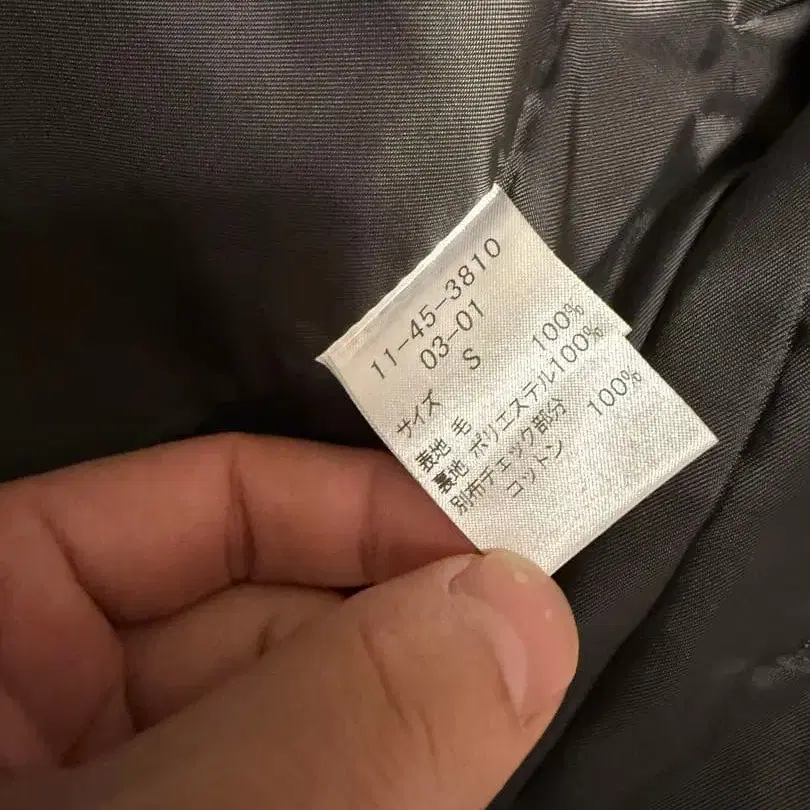 11-45-3810
03-01
サイズ S
表地 毛 100%
裏地 ポリエステル100%
別布チェック部分
コットン 100%